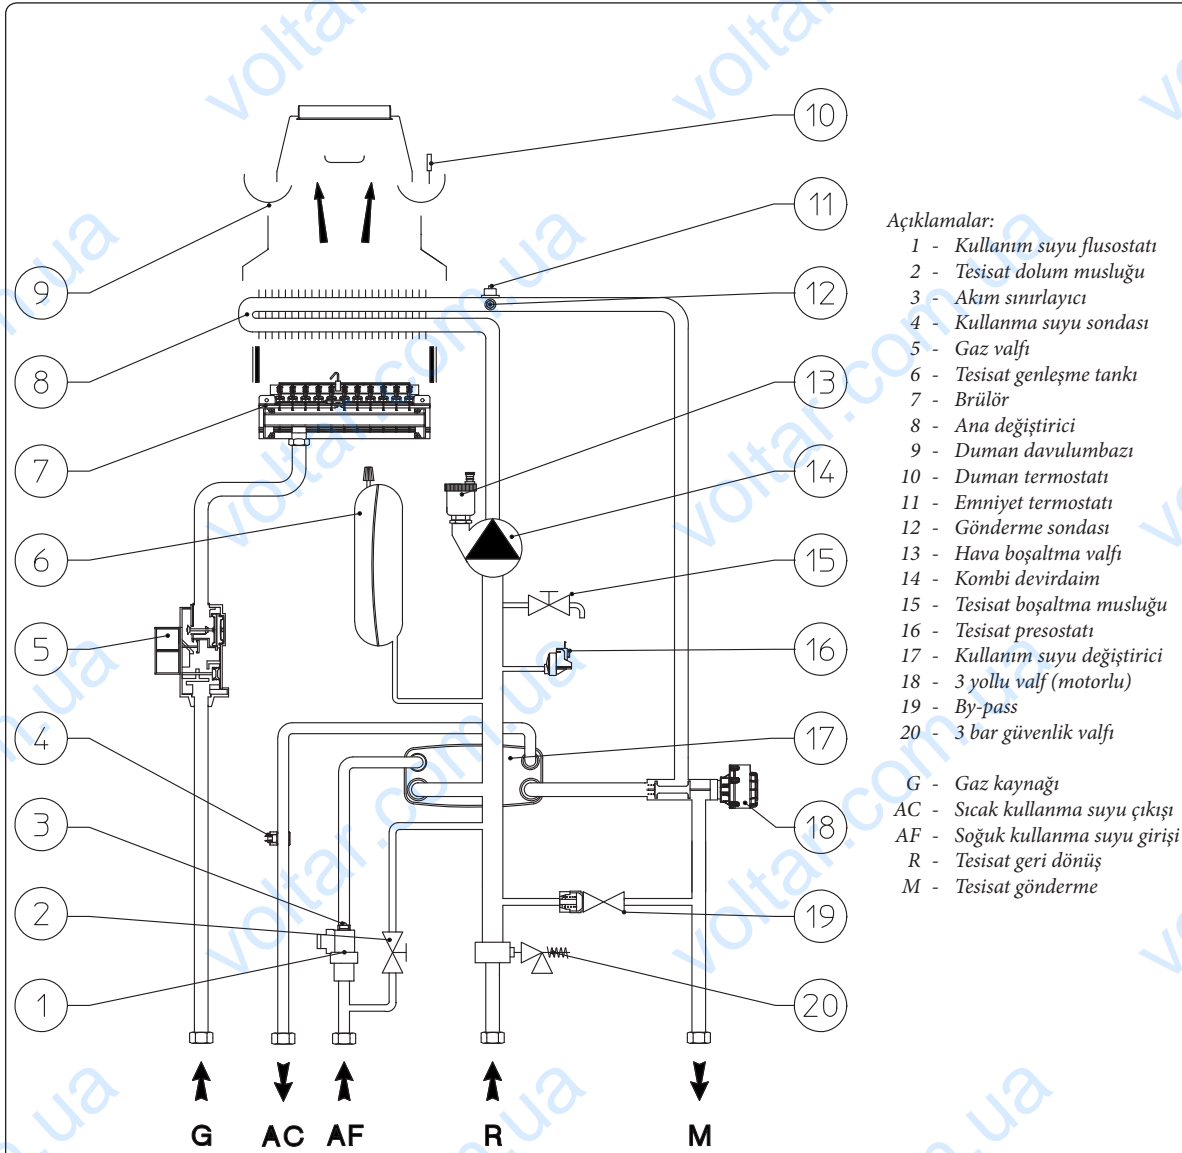 10
11
9
12
8
13
7
14
6
15
5
16
4
17
3
18
2
19
1
20
G
AC
AF
R
M
Açıklamalar:
1 - Kullanım suyu flusostatı
2 - Tesisat dolum musluğu
3 - Akım sınırlayıcı
4 - Kullanma suyu sondası
5 - Gaz valfı
6 - Tesisat genleşme tankı
7 - Brülör
8 - Ana değiştirici
9 - Duman davulumbazı
10 - Duman termostatı
11 - Emniyet termostatı
12 - Gönderme sondası
13 - Hava boşaltma valfı
14 - Kombi devirdaim
15 - Tesisat boşaltma musluğu
16 - Tesisat presostatı
17 - Kullanım suyu değiştirici
18 - 3 yollu valf (motorlu)
19 - By-pass
20 - 3 bar güvenlik valfı
G - Gaz kaynağı
AC - Sıcak kullanma suyu çıkışı
AF - Soğuk kullanma suyu girişi
R - Tesisat geri dönüş
M - Tesisat gönderme
voltar.com.ua